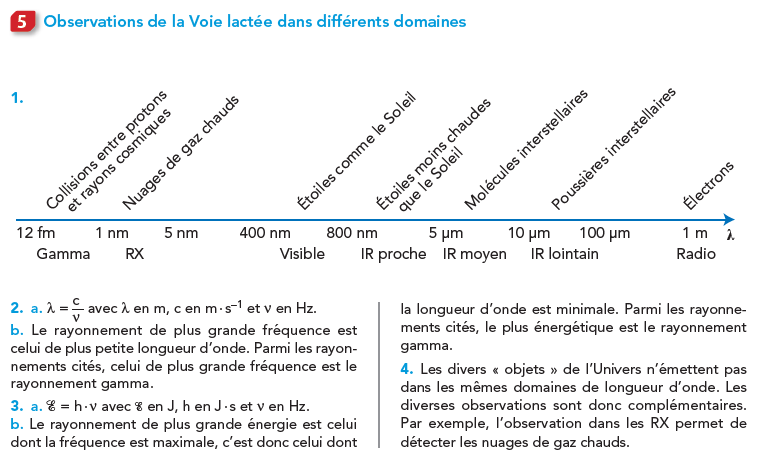 5 Observations de la Voie lactée dans différents domaines
1.
Collisions entre protons
et rayons cosmiques
Nuages de gaz chauds
Étoiles comme le Soleil
Étoiles moins chaudes
que le Soleil
Molécules interstellaires
Poussières interstellaires
Électrons
12 fm 1 nm 5 nm 400 nm 800 nm 5 µm 10 µm 100 µm 1 m λ
Gamma RX Visible IR proche IR moyen IR lointain Radio
2. a. λ = c/ν avec λ en m, c en m·s⁻¹ et ν en Hz.
b. Le rayonnement de plus grande fréquence est
celui de plus petite longueur d’onde. Parmi les rayon-
nements cités, celui de plus grande fréquence est le
rayonnement gamma.
3. a. ℰ = h·ν avec ℰ en J, h en J·s et ν en Hz.
b. Le rayonnement de plus grande énergie est celui
dont la fréquence est maximale, c’est donc celui dont
la longueur d’onde est minimale. Parmi les rayonne-
ments cités, le plus énergétique est le rayonnement
gamma.
4. Les divers « objets » de l’Univers n’émettent pas
dans les mêmes domaines de longueur d’onde. Les
diverses observations sont donc complémentaires.
Par exemple, l’observation dans les RX permet de
détecter les nuages de gaz chauds.